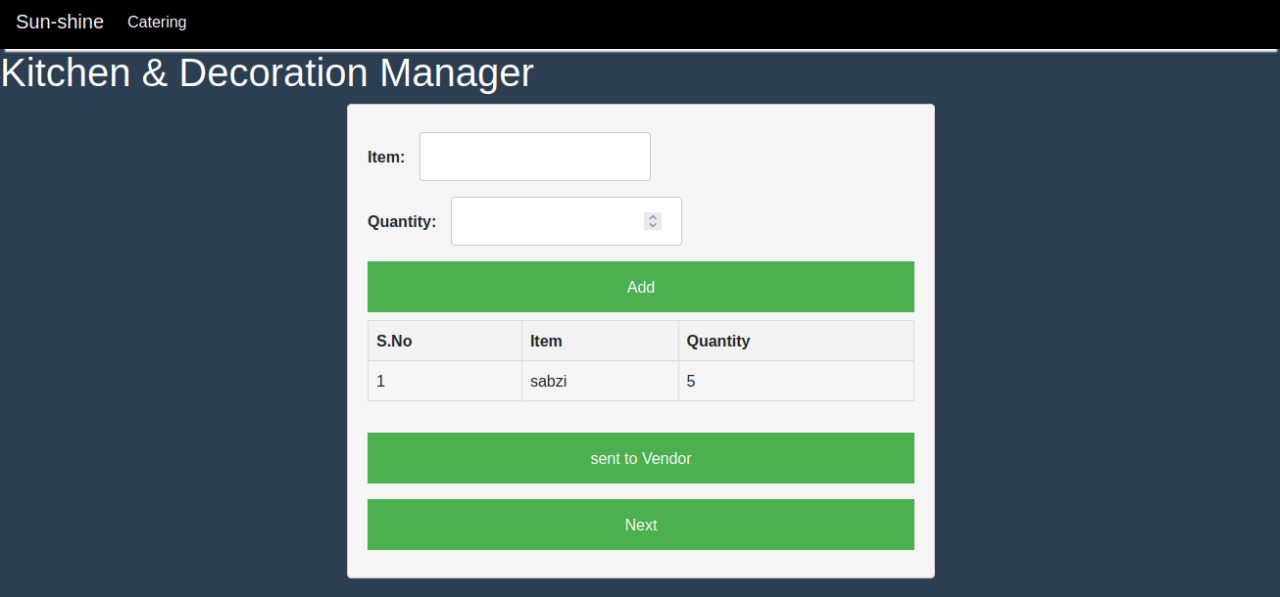 Sun-shine Catering
Kitchen & Decoration Manager
Item:
Quantity:
Add
S.No Item Quantity
1 sabzi 5
sent to Vendor
Next